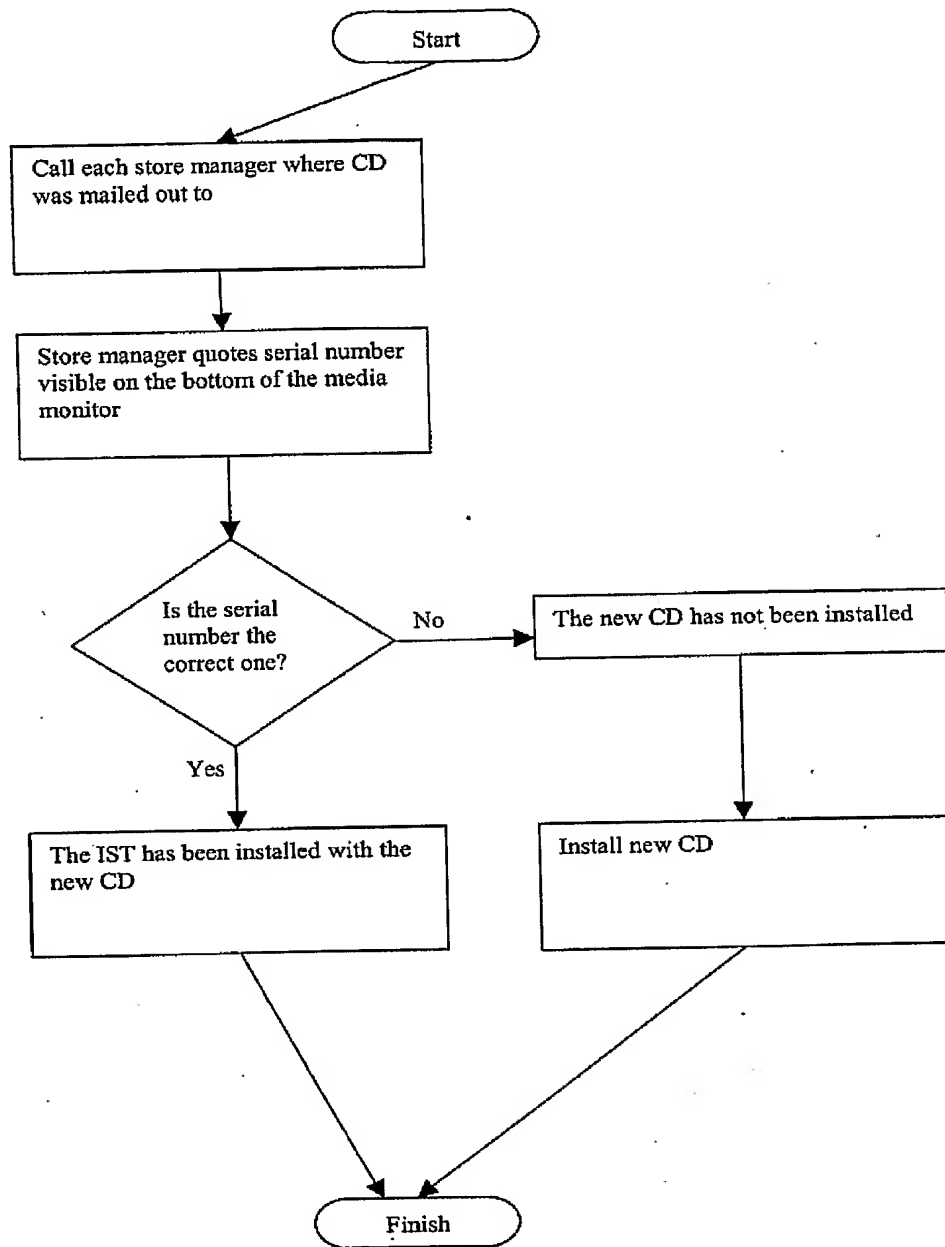 Start
Call each store manager where CD
was mailed out to
Store manager quotes serial number
visible on the bottom of the media
monitor
Is the serial
number the
correct one?
No
The new CD has not been installed
Yes
The IST has been installed with the
new CD
Install new CD
Finish